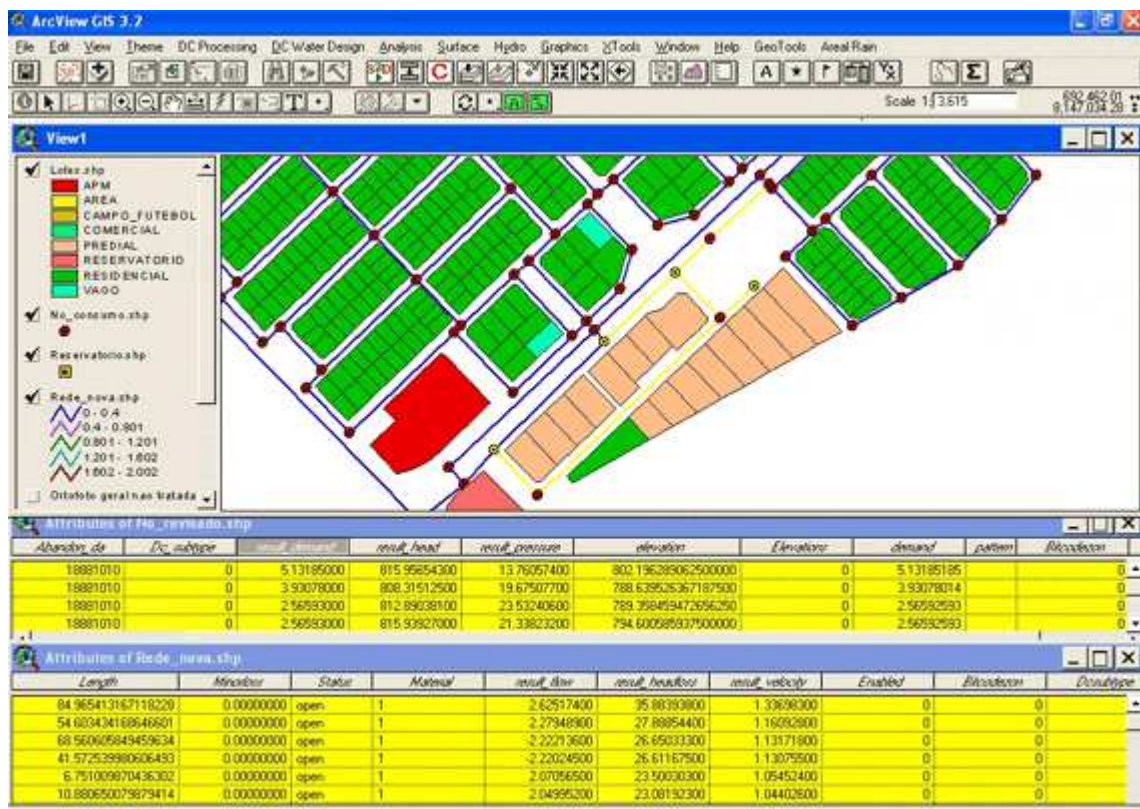 ArcView GIS 3.2
File Edit View Theme DC Processing DC Water Design Analysis Surface Hydro Graphics XTools Window Help GeoTools Areal Rain
Scale 1: 3.615
692.462.01
8.147.034.28
View1
Lotes.shp
APM
AREA
CAMPO_FUTEBOL
COMERCIAL
PREDIAL
RESERVATORIO
RESIDENCIAL
VAGO
No_consumo.shp
Reservatorio.shp
Rede_nova.shp
0 - 0.4
0.4 - 0.801
0.801 - 1.201
1.201 - 1.602
1.602 - 2.002
Ortofoto geral nao tratada
Attributes of No_revisado.shp
Abandon_da Dc_subtype result_demand result_head result_pressure elevation Elevations demand pattern Bitcodezon
18881010 0 5.13185000 815.95654300 13.76057400 802.196289062500000 0 5.13185185 0
18881010 0 3.93078000 808.31512500 19.67507700 788.639526367187500 0 3.93078014 0
18881010 0 2.56593000 812.89038100 23.53240600 789.358459472656250 0 2.56592593 0
18881010 0 2.56593000 815.93927000 21.33823200 794.600585937500000 0 2.56592593 0
Attributes of Rede_nova.shp
Length Minorloss Status Material result_flow result_headloss result_velocity Enabled Bitcodezon Dcsubtype
84.965413167118220 0.00000000 open 1 2.62517400 35.88393800 1.33698300 0 0
54.603434168646601 0.00000000 open 1 2.27948900 27.88854400 1.16092800 0 0
68.560605849459634 0.00000000 open 1 -2.22213600 26.65033300 1.13171800 0 0
41.572539980606493 0.00000000 open 1 -2.22024500 26.61167500 1.13075500 0 0
6.751009870436302 0.00000000 open 1 2.07056500 23.50030300 1.05452400 0 0
10.880650079879414 0.00000000 open 1 2.04995200 23.08192300 1.04402600 0 0